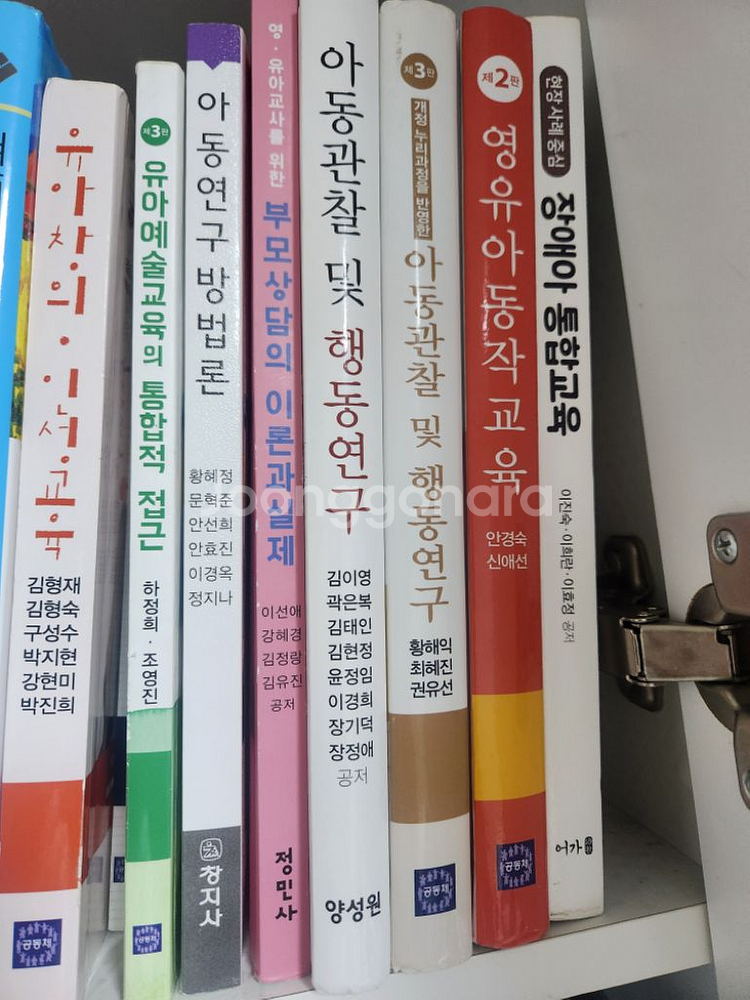 유아창의·인성교육
김형재
김형숙
구성수
박지현
강현미
박진희
공동체
제3판
유아예술교육의 통합적 접근
하정희·조영진
공동체
아동연구방법론
황혜정
문혁준
안선희
안효진
이경옥
정지나
창지사
영·유아교사를 위한
부모상담의 이론과 실제
이선애
강혜경
김정랑
김유진
공저
정민사
아동관찰 및 행동연구
김이영
곽은복
김태인
김현정
윤정임
이경희
장기덕
장정애
공저
양성원
제3판
개정 누리과정을 반영한
아동관찰 및 행동연구
황해익
최혜진
권유선
공동체
제2판
영유아동작교육
안경숙
신애선
공동체
현장 사례 중심
장애아 통합교육
이진숙·이희란·이효정 공저
어가
joonggonara